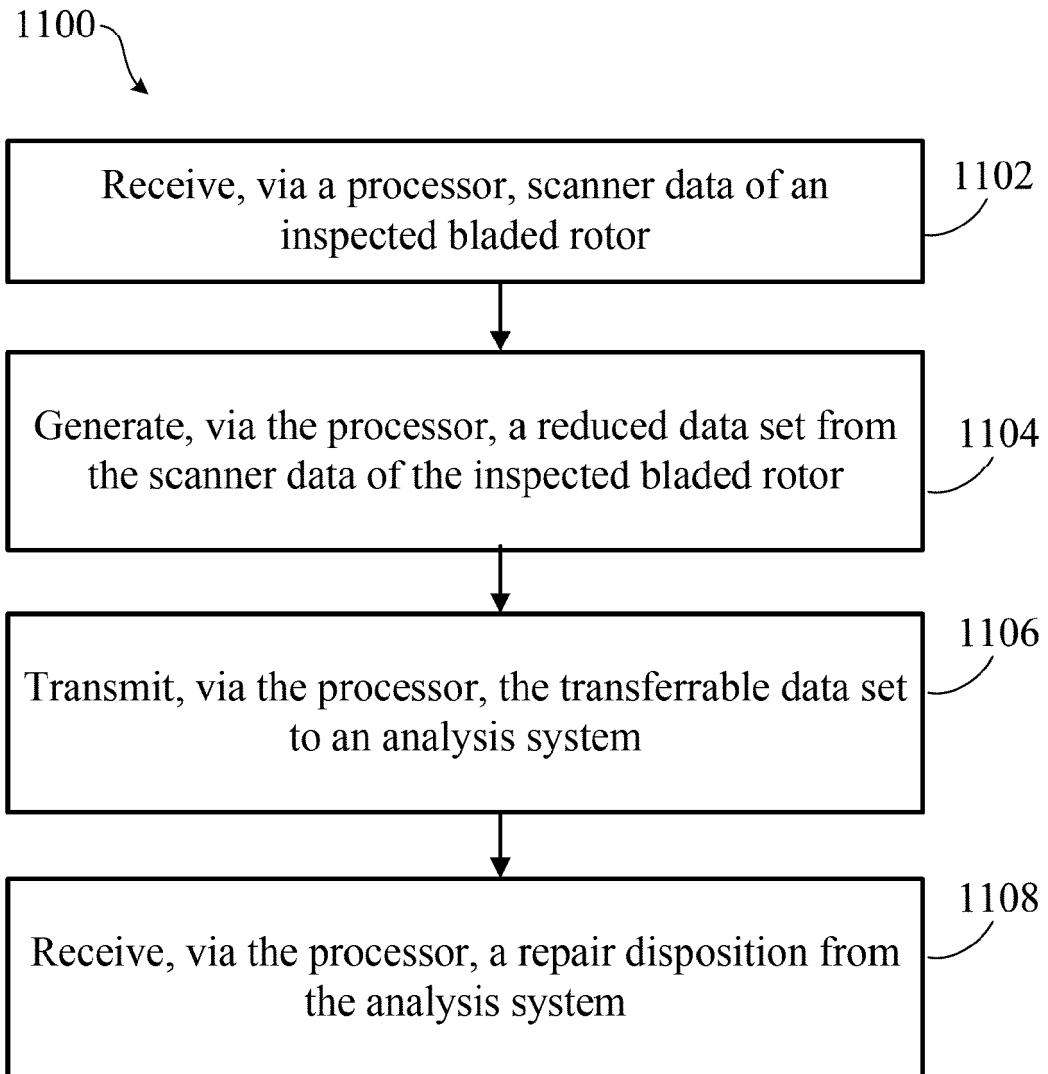 1100
Receive, via a processor, scanner data of an
inspected bladed rotor
1102
Generate, via the processor, a reduced data set from
the scanner data of the inspected bladed rotor
1104
Transmit, via the processor, the transferrable data set
to an analysis system
1106
Receive, via the processor, a repair disposition from
the analysis system
1108